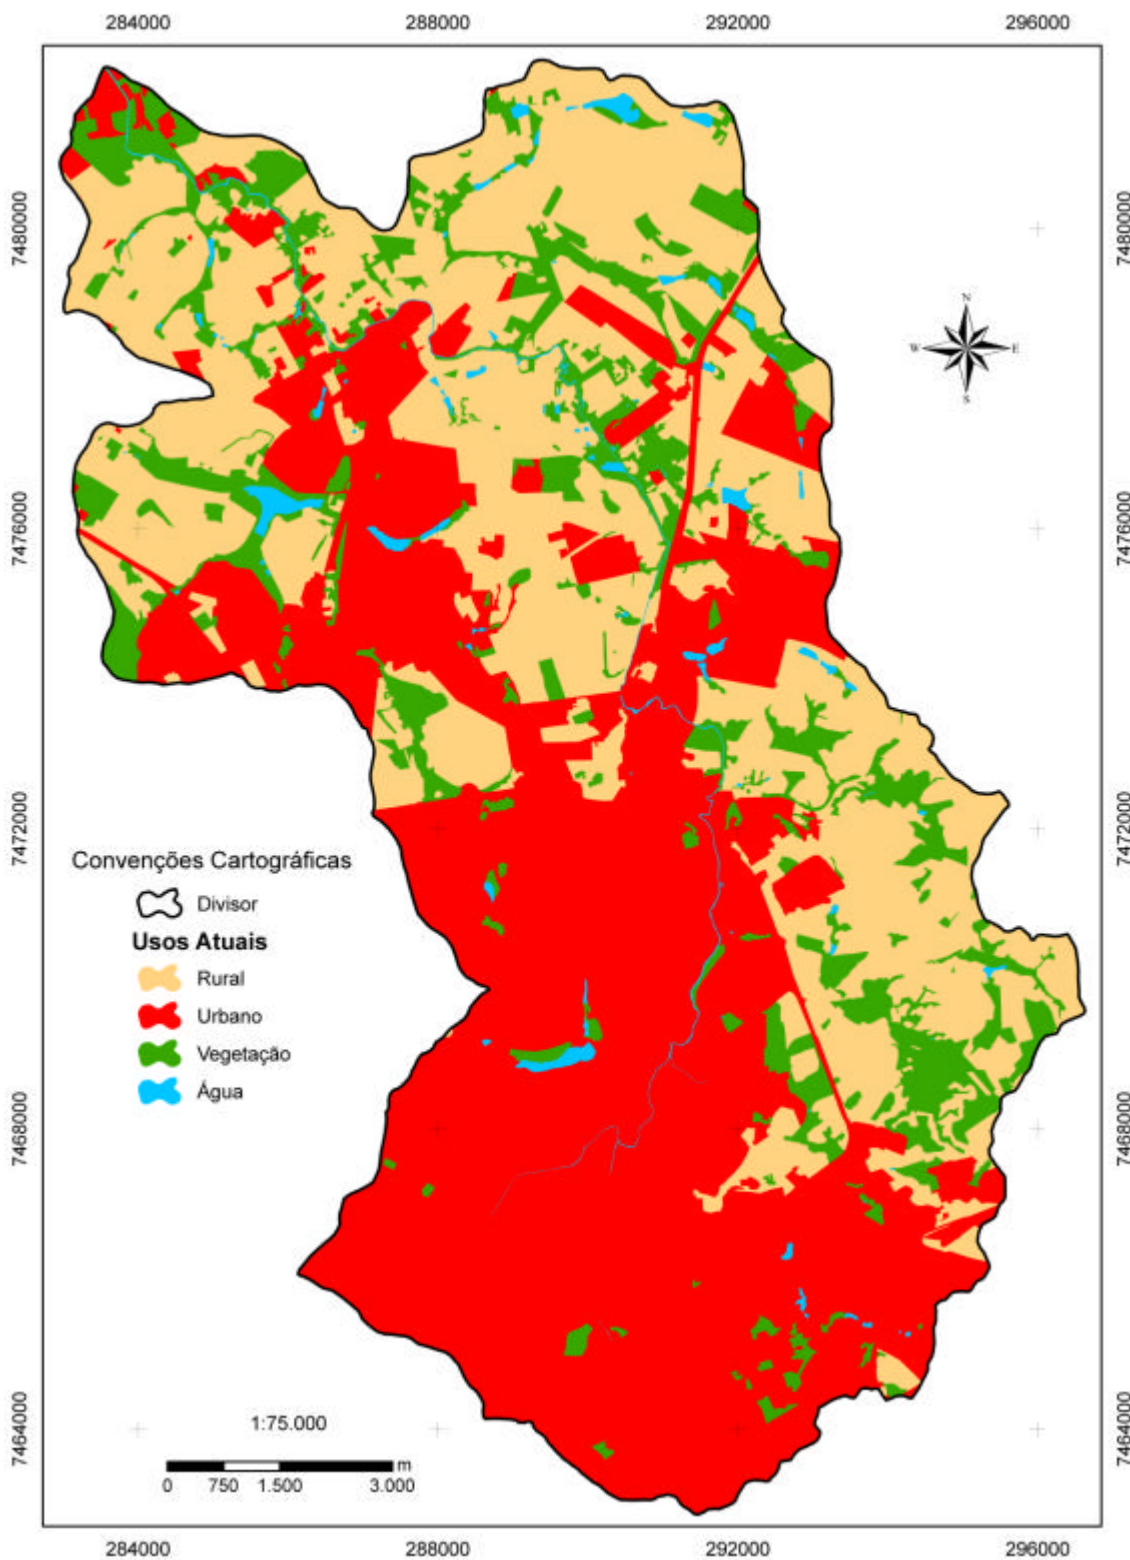 284000 288000 292000 296000
7480000 7480000
N
W E
S
7476000 7476000
7472000 7472000
Convenções Cartográficas
Divisor
Usos Atuais
Rural
Urbano
Vegetação
Água
7468000 7468000
1:75.000
7464000 7464000
m
0 750 1.500 3.000
284000 288000 292000 296000